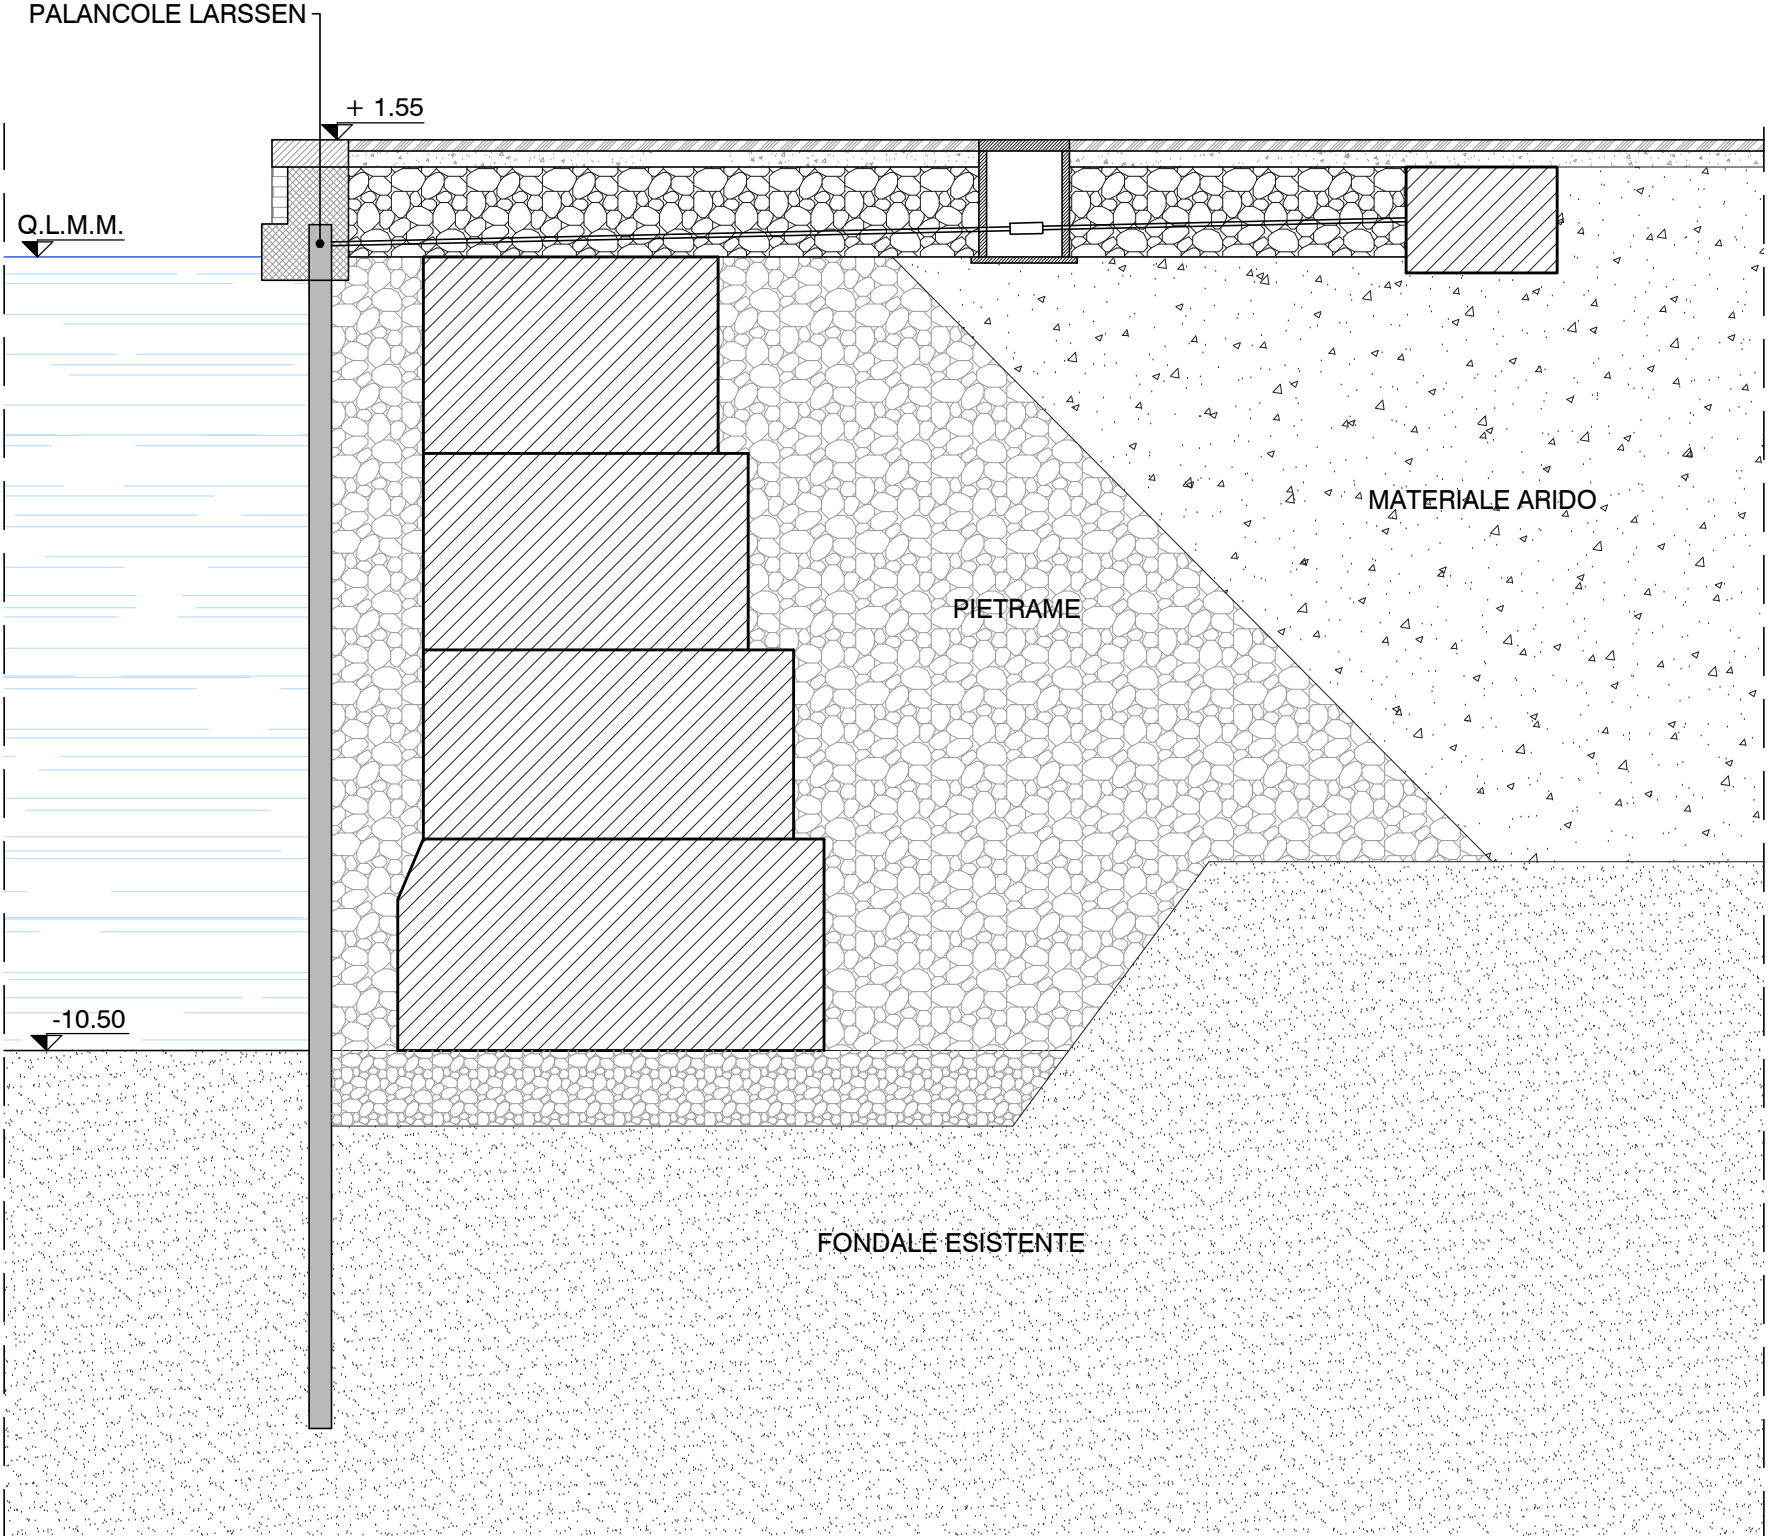 PALANCOLE LARSSEN
+ 1.55
Q.L.M.M.
MATERIALE ARIDO
PIETRAME
-10.50
FONDALE ESISTENTE